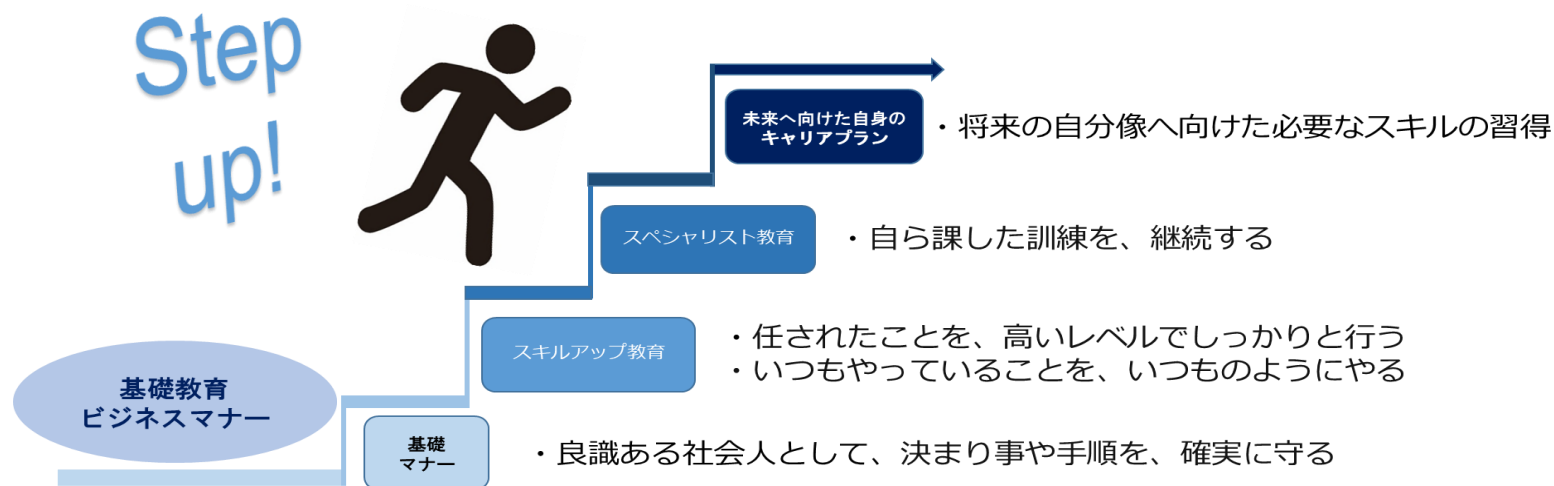 Step
up!
未来へ向けた自身の
キャリアプラン
・将来の自分像へ向けた必要なスキルの習得
スペシャリスト教育
・自ら課した訓練を、継続する
スキルアップ教育
・任されたことを、高いレベルでしっかりと行う
・いつもやっていることを、いつものようにやる
基礎教育
ビジネスマナー
基礎
マナー
・良識ある社会人として、決まり事や手順を、確実に守る